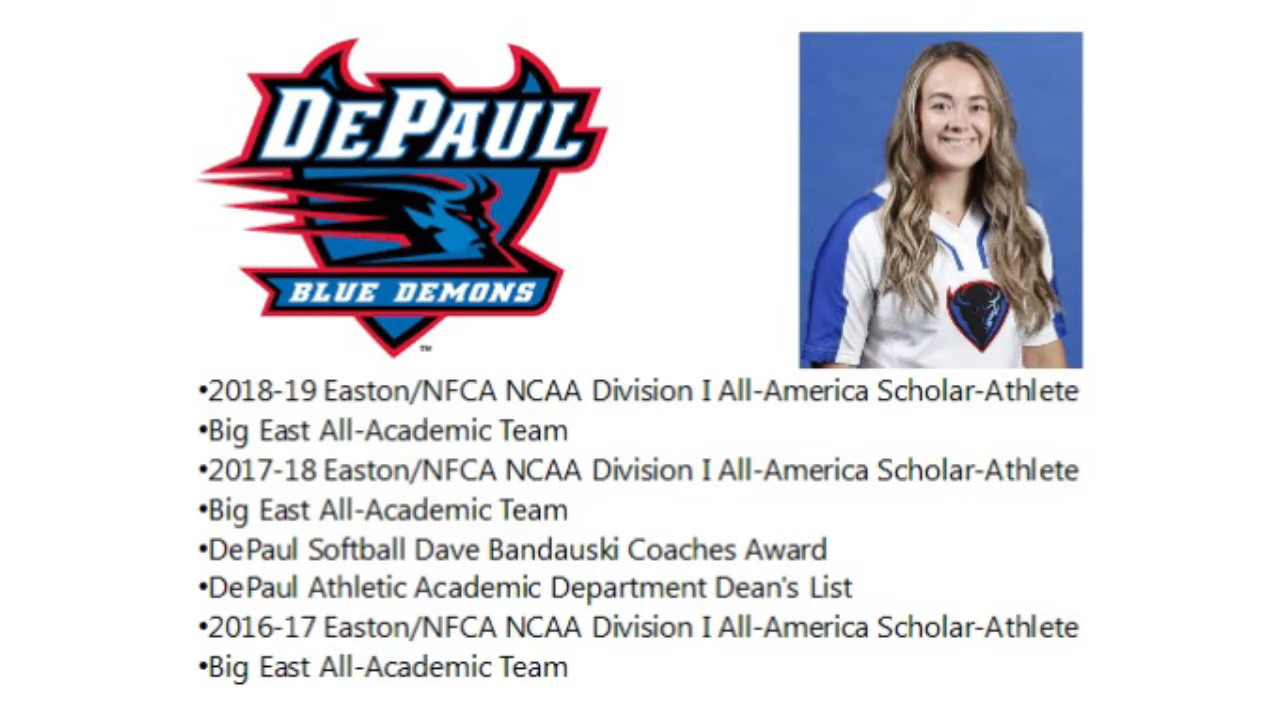 DEPAUL
BLUE DEMONS
™
•2018-19 Easton/NFCA NCAA Division I All-America Scholar-Athlete
•Big East All-Academic Team
•2017-18 Easton/NFCA NCAA Division I All-America Scholar-Athlete
•Big East All-Academic Team
•DePaul Softball Dave Bandauski Coaches Award
•DePaul Athletic Academic Department Dean's List
•2016-17 Easton/NFCA NCAA Division I All-America Scholar-Athlete
•Big East All-Academic Team